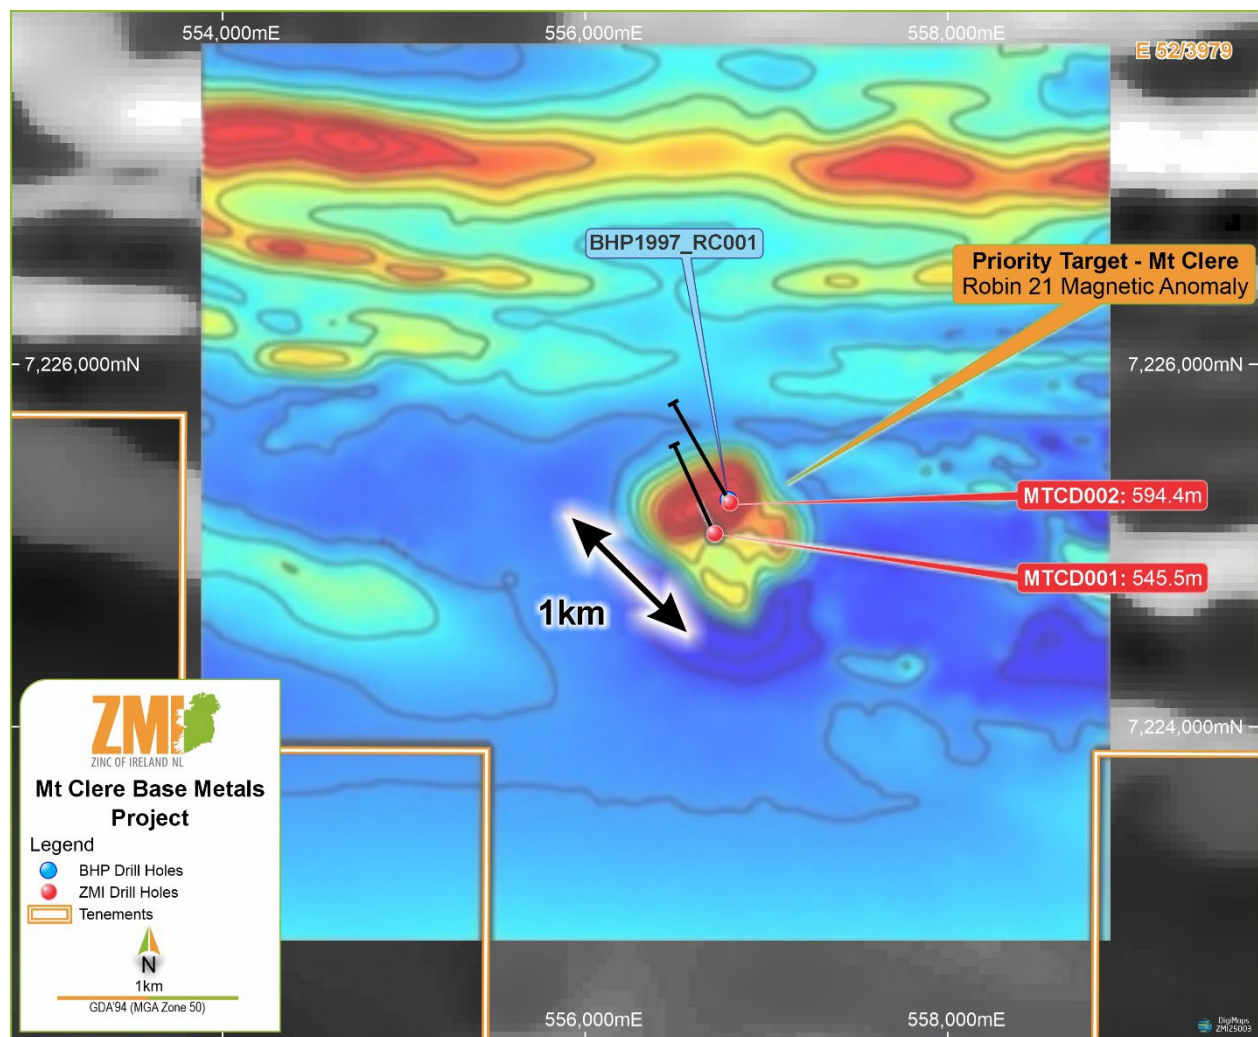 554,000mE
556,000mE
558,000mE
E 52/3979
BHP1997_RC001
Priority Target - Mt Clere
Robin 21 Magnetic Anomaly
7,226,000mN
7,226,000mN
MTCD002: 594.4m
MTCD001: 545.5m
1km
7,224,000mN
ZMI
ZINC OF IRELAND NL
Mt Clere Base Metals
Project
Legend
BHP Drill Holes
ZMI Drill Holes
Tenements
N
1km
GDA'94 (MGA Zone 50)
556,000mE
558,000mE
DigiMaps
ZMI25003